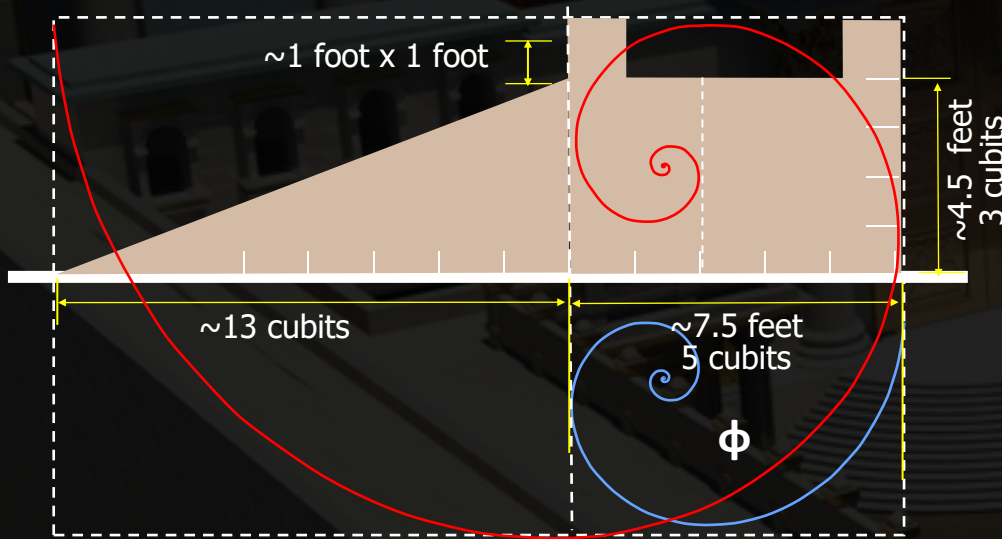 ~1 foot x 1 foot
~4.5 feet
3 cubits
~13 cubits
~7.5 feet
5 cubits
ф